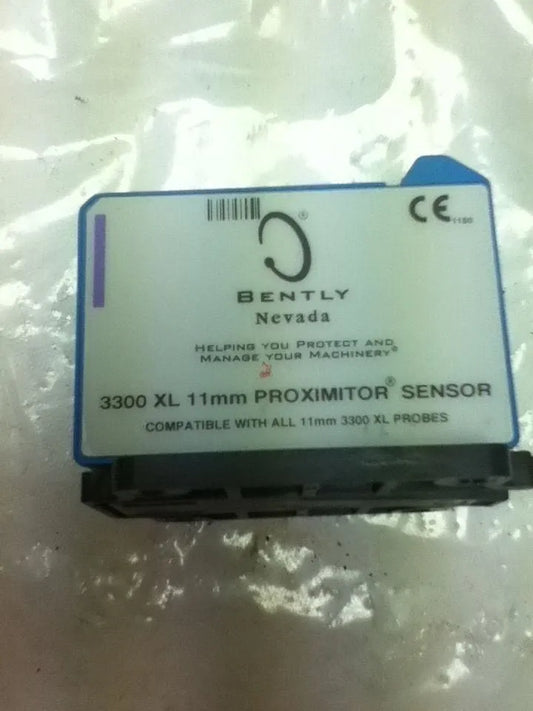 CE
BENTLY
Nevada
HELPING YOU PROTECT AND
MANAGE YOUR MACHINERY®
3300 XL 11mm PROXIMITOR® SENSOR
COMPATIBLE WITH ALL 11mm 3300 XL PROBES